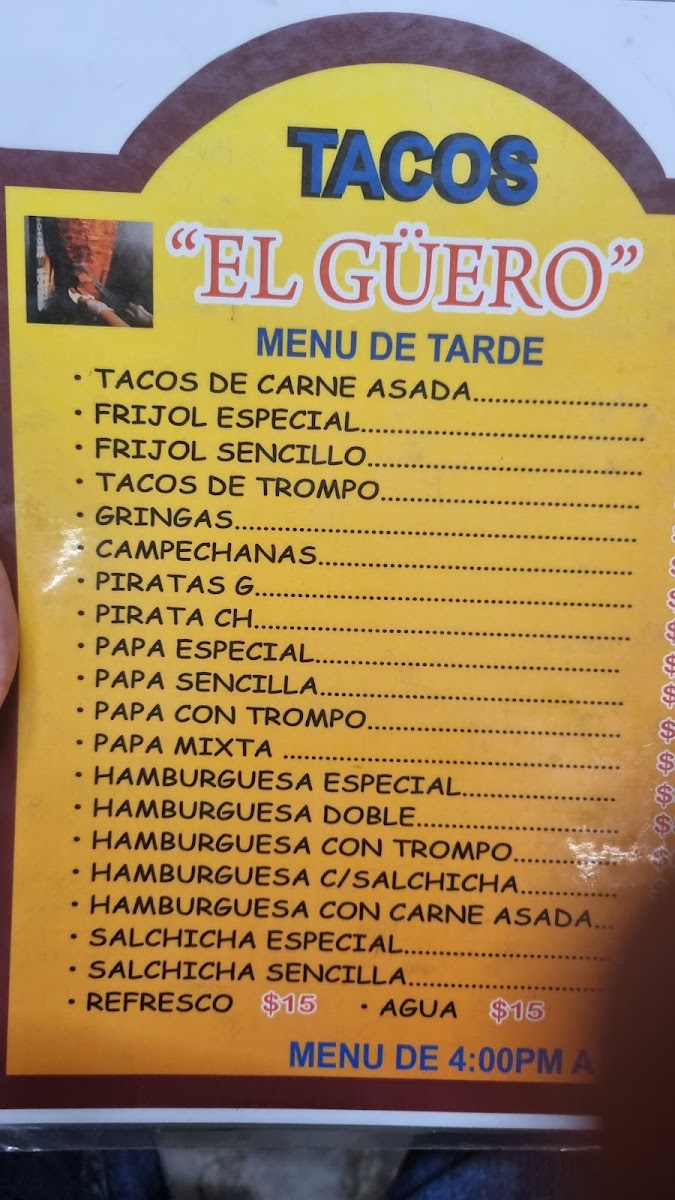 TACOS
"EL GÜERO"
MENU DE TARDE
· TACOS DE CARNE ASADA......................
· FRIJOL ESPECIAL....................................
· FRIJOL SENCILLO...................................
· TACOS DE TROMPO.................................
· GRINGAS...................................................
· CAMPECHANAS........................................
· PIRATAS G................................................
· PIRATA CH................................................
· PAPA ESPECIAL.......................................
· PAPA SENCILLA.......................................
· PAPA CON TROMPO................................
· PAPA MIXTA ...........................................
· HAMBURGUESA ESPECIAL....................
· HAMBURGUESA DOBLE..........................
· HAMBURGUESA CON TROMPO.............
· HAMBURGUESA C/SALCHICHA............
· HAMBURGUESA CON CARNE ASADA...
· SALCHICHA ESPECIAL..........................
· SALCHICHA SENCILLA.........................
· REFRESCO $15 · AGUA $15
MENU DE 4:00PM A